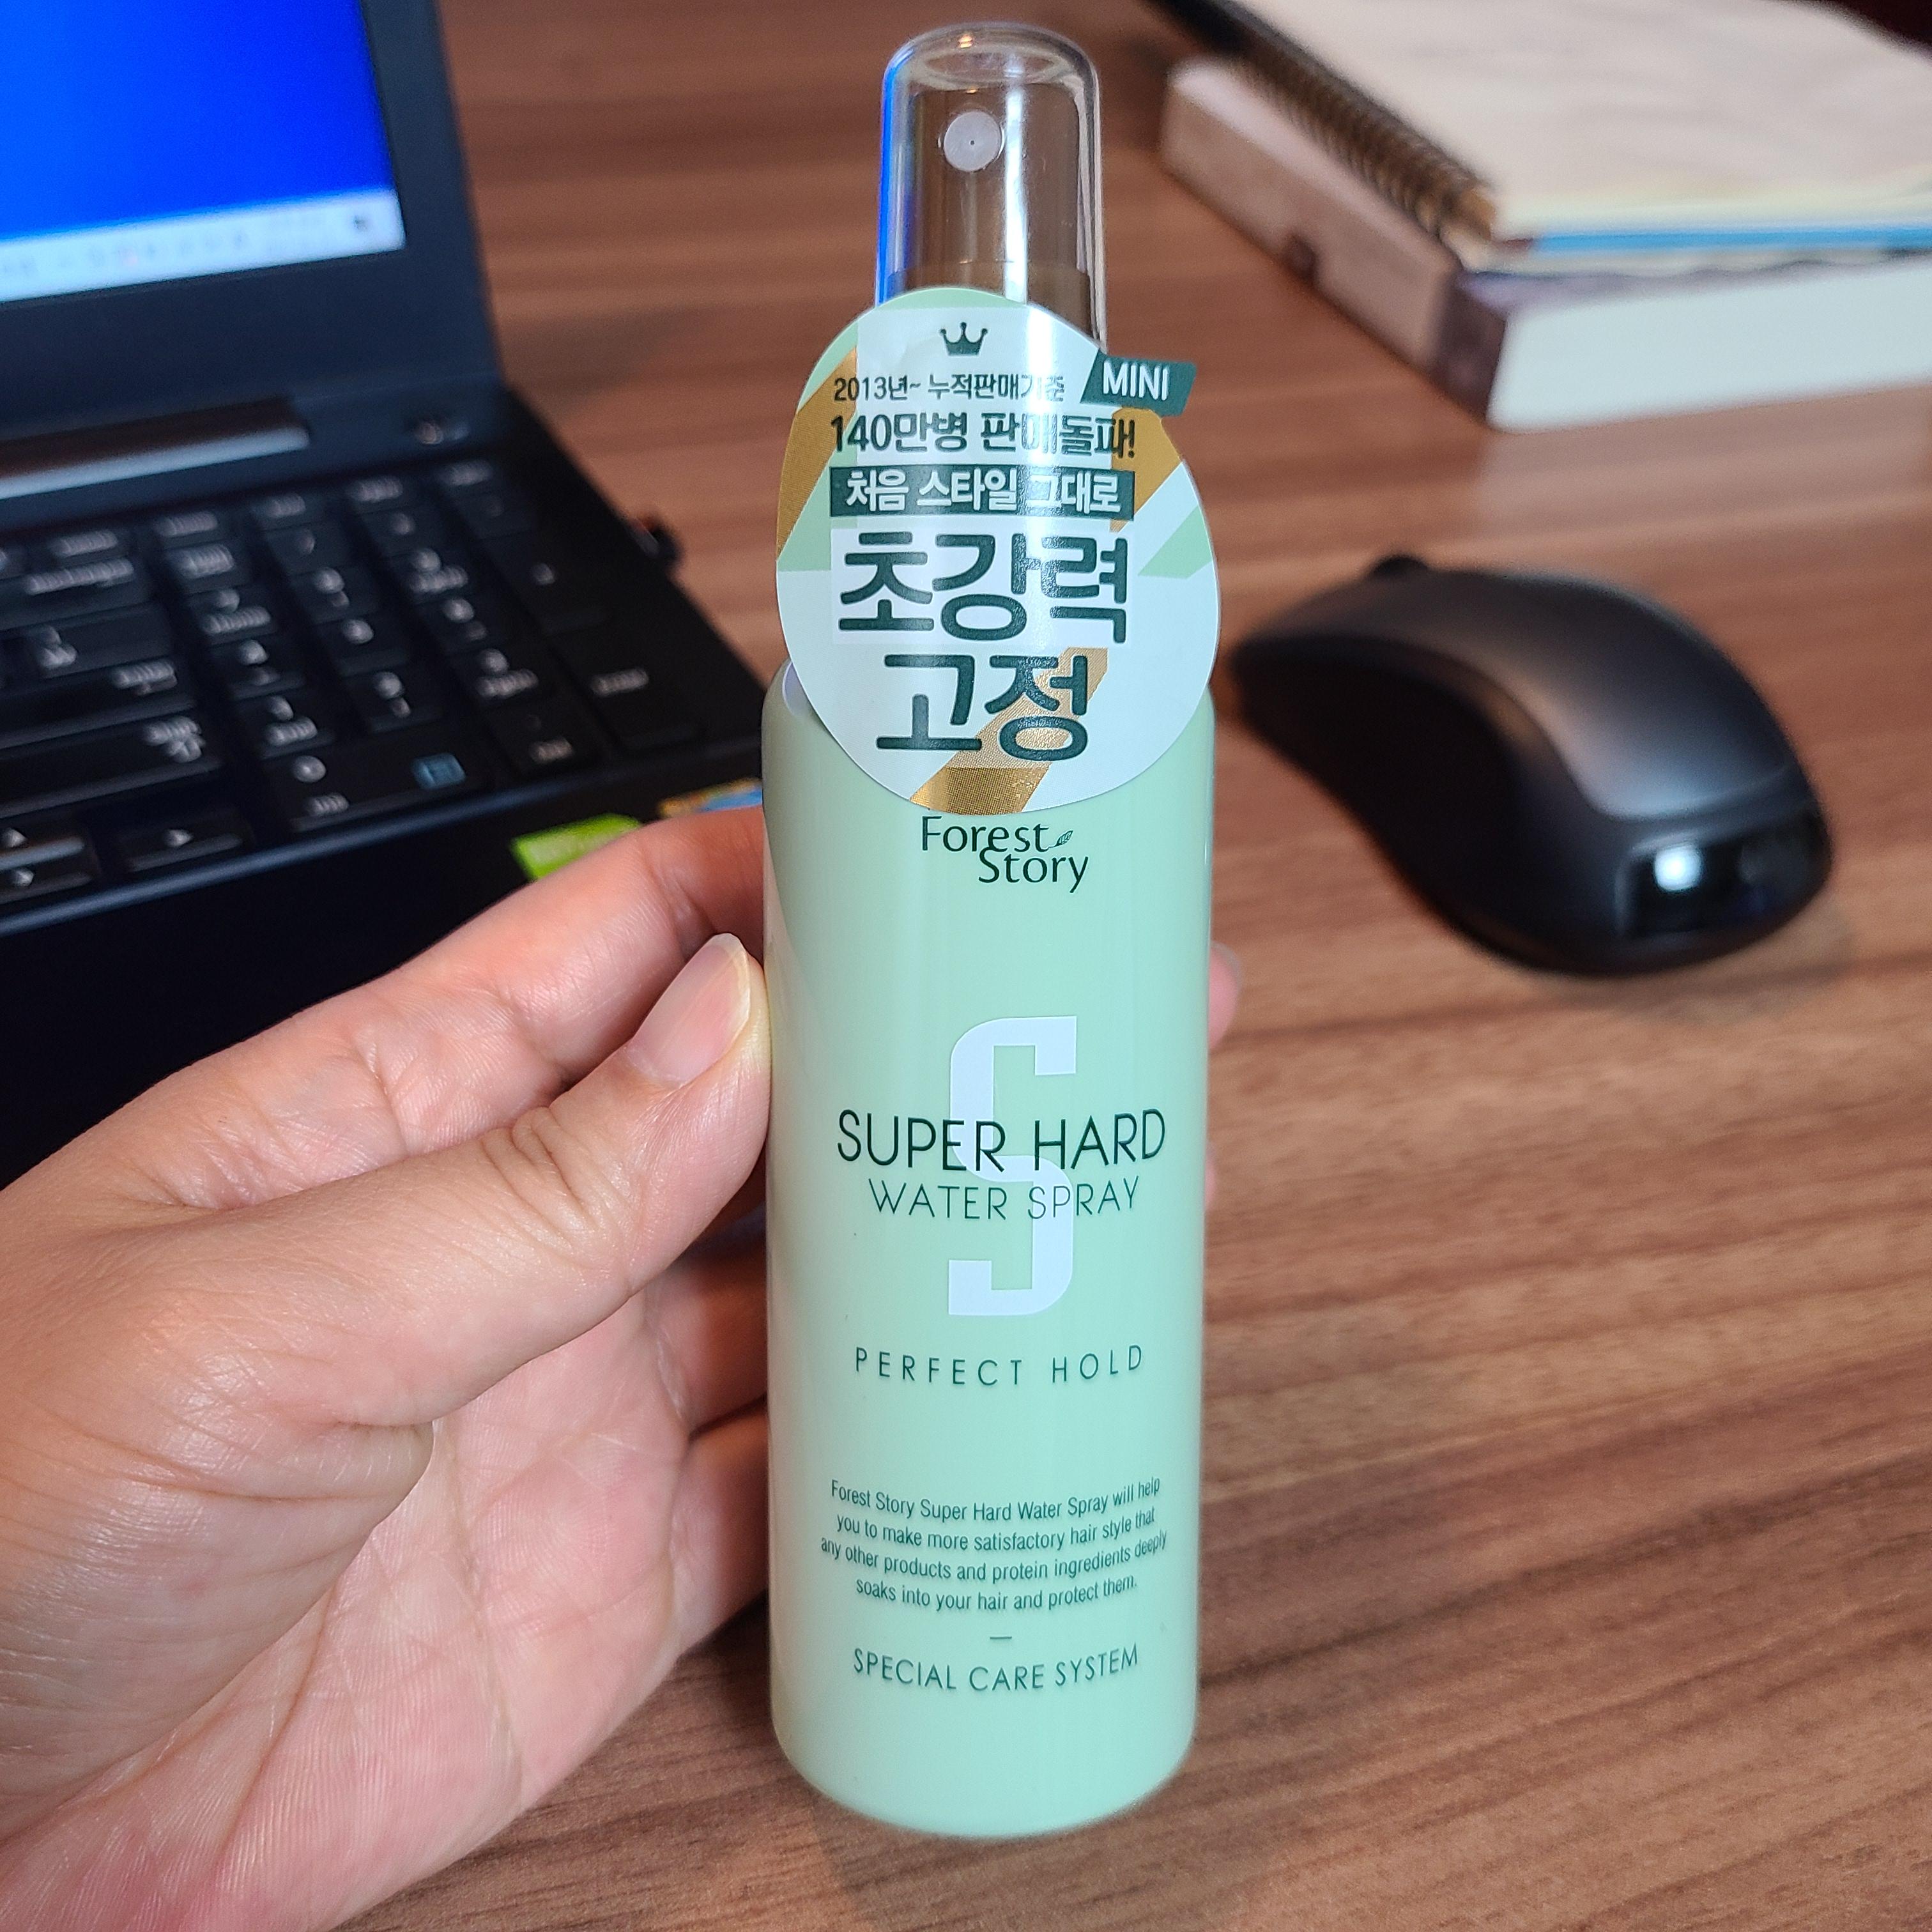 MINI
2013년~ 누적판매기준
140만병 판매돌파!
처음 스타일 그대로
초강력
고정
Forest
Story
S
SUPER HARD
WATER SPRAY
PERFECT HOLD
Forest Story Super Hard Water Spray will help
you to make more satisfactory hair style that
any other products and protein ingredients deeply
soaks into your hair and protect them.
SPECIAL CARE SYSTEM